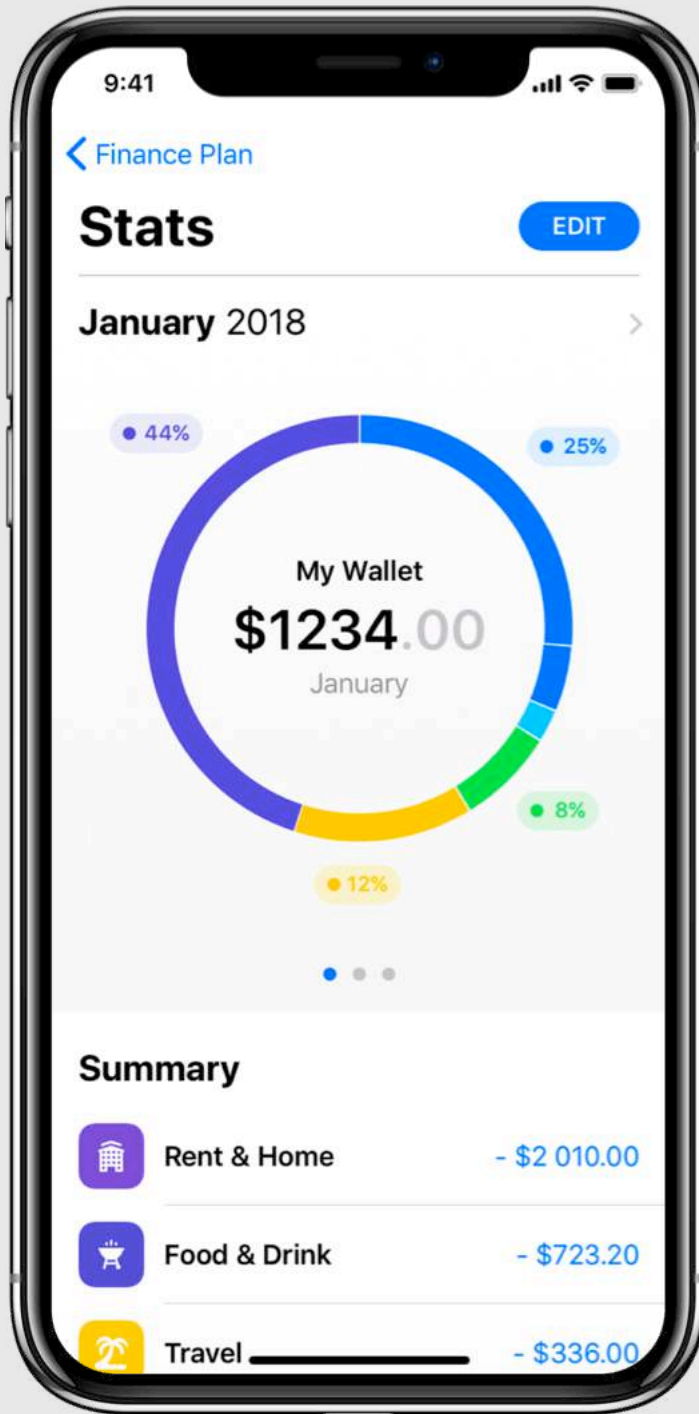 9:41
Finance Plan
Stats
EDIT
January 2018
44%
25%
My Wallet
$1234.00
January
8%
12%
Summary
Rent & Home - $2 010.00
Food & Drink - $723.20
Travel - $336.00